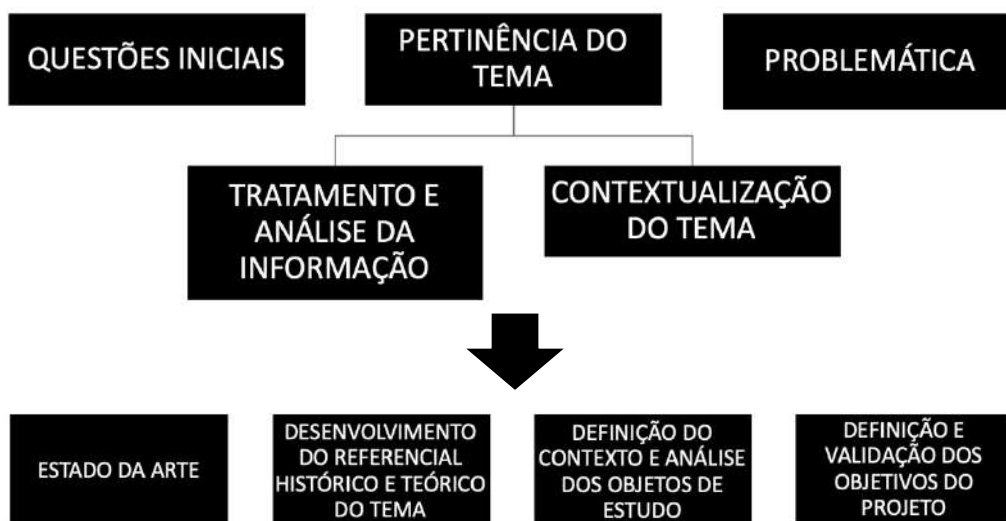 QUESTÕES INICIAIS
PERTINÊNCIA DO
TEMA
PROBLEMÁTICA
TRATAMENTO E
ANÁLISE DA
INFORMAÇÃO
CONTEXTUALIZAÇÃO
DO TEMA
ESTADO DA ARTE
DESENVOLVIMENTO
DO REFERENCIAL
HISTÓRICO E TEÓRICO
DO TEMA
DEFINIÇÃO DO
CONTEXTO E ANÁLISE
DOS OBJETOS DE
ESTUDO
DEFINIÇÃO E
VALIDAÇÃO DOS
OBJETIVOS DO
PROJETO